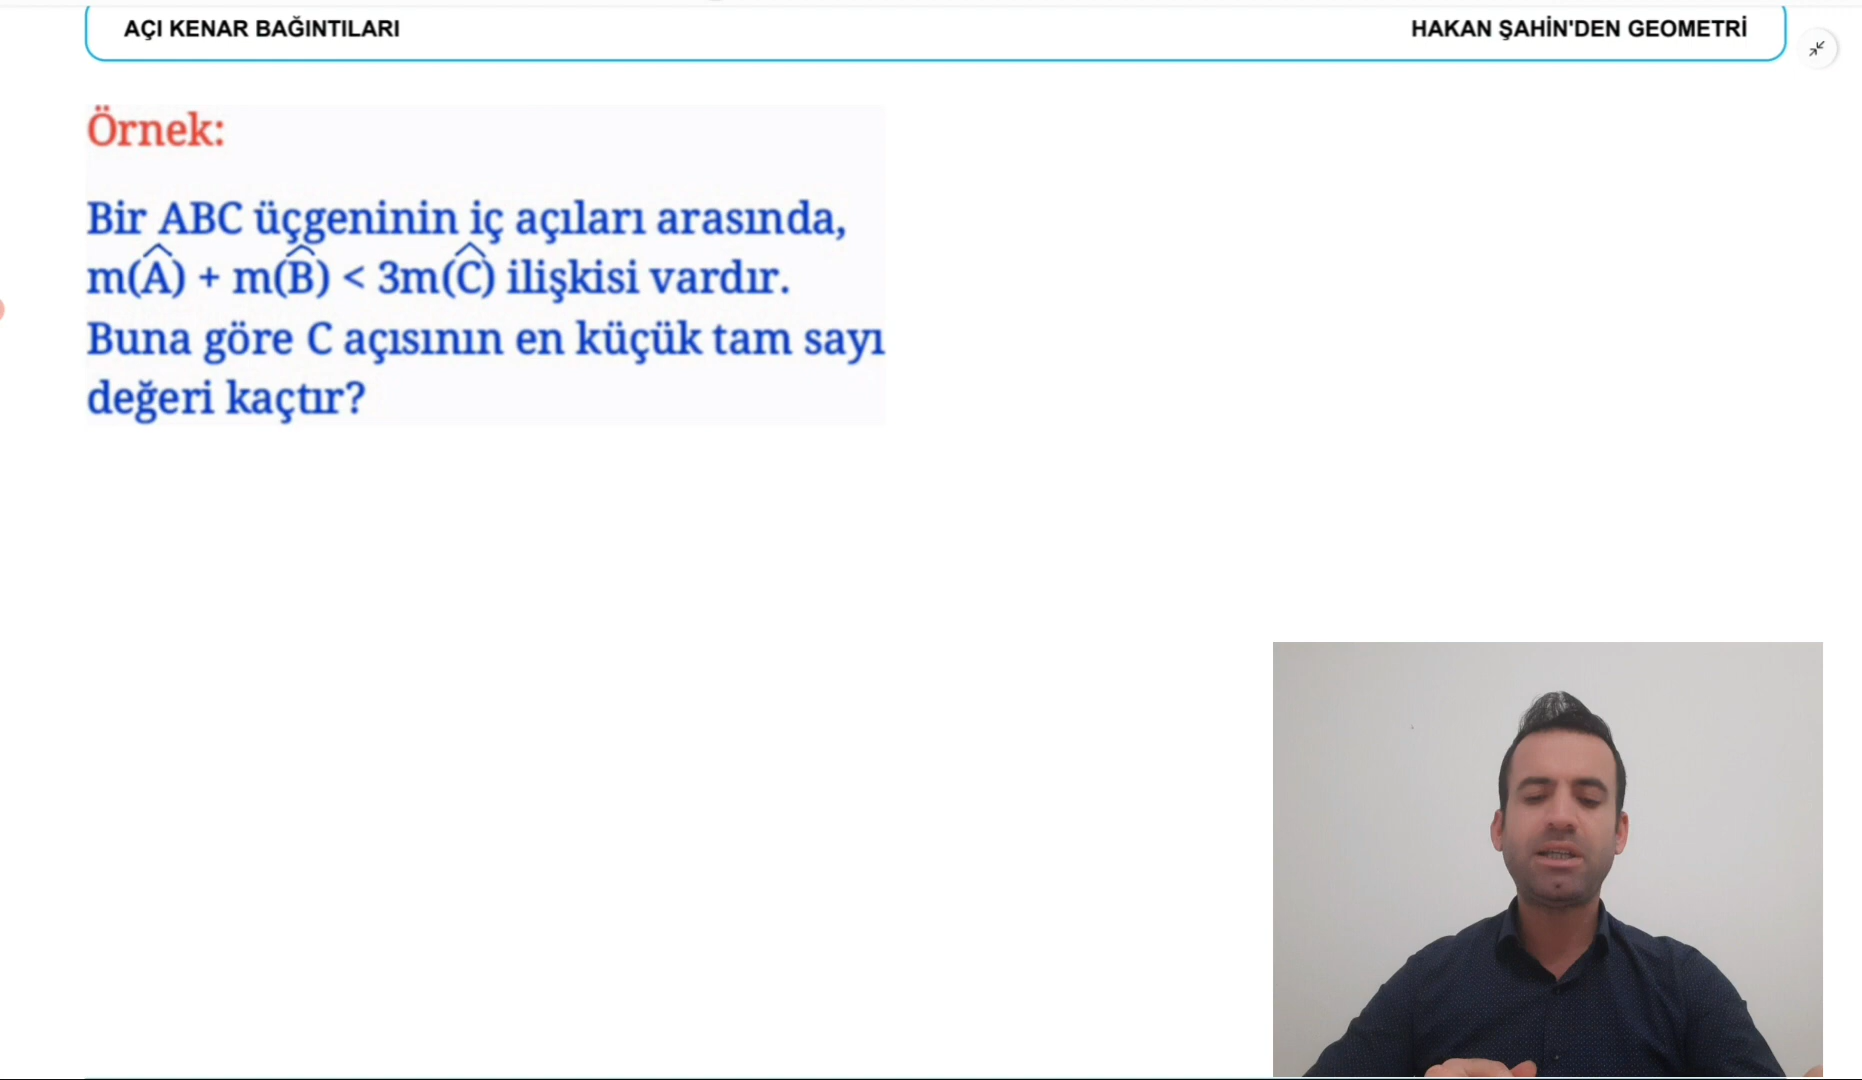 AÇI KENAR BAĞINTILARI
HAKAN ŞAHİN'DEN GEOMETRİ
Örnek:
Bir ABC üçgeninin iç açıları arasında,
m(Â) + m(B̂) < 3m(Ĉ) ilişkisi vardır.
Buna göre C açısının en küçük tam sayı
değeri kaçtır?